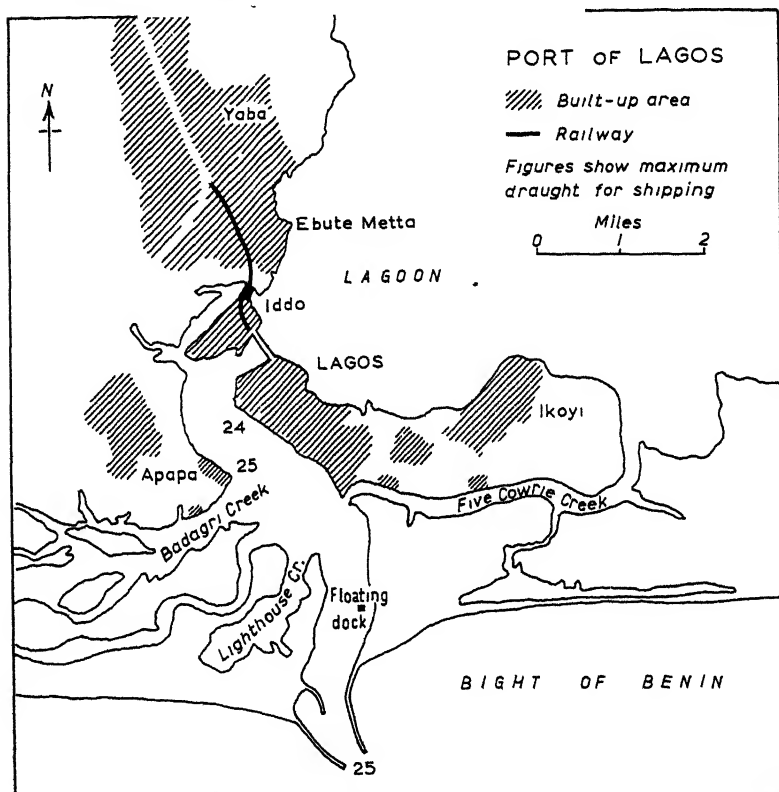 PORT OF LAGOS
Built-up area
Railway
Figures show maximum
draught for shipping
Miles
0 1 2
N
Yaba
Ebute Metta
LAGOON
Iddo
LAGOS
Ikoyi
24
25
Apapa
Badagri Creek
Five Cowrie Creek
Lighthouse Cr.
Floating
dock
BIGHT OF BENIN
25